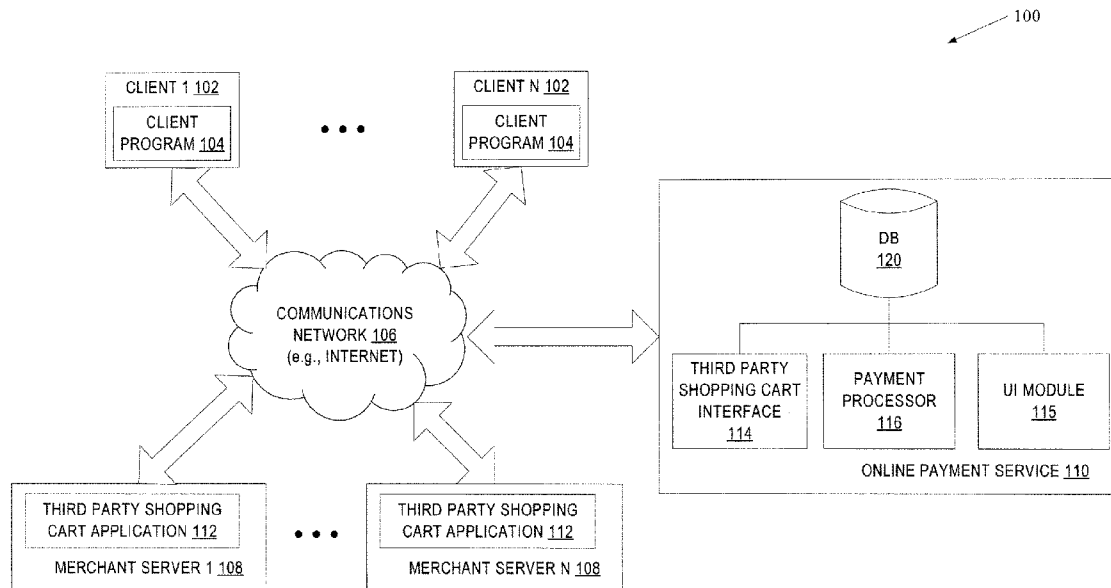 100
CLIENT 1 102
CLIENT
PROGRAM 104
CLIENT N 102
CLIENT
PROGRAM 104
COMMUNICATIONS
NETWORK 106
(e.g., INTERNET)
DB
120
THIRD PARTY
SHOPPING CART
INTERFACE
114
PAYMENT
PROCESSOR
116
UI MODULE
115
ONLINE PAYMENT SERVICE 110
THIRD PARTY SHOPPING
CART APPLICATION 112
MERCHANT SERVER 1 108
THIRD PARTY SHOPPING
CART APPLICATION 112
MERCHANT SERVER N 108